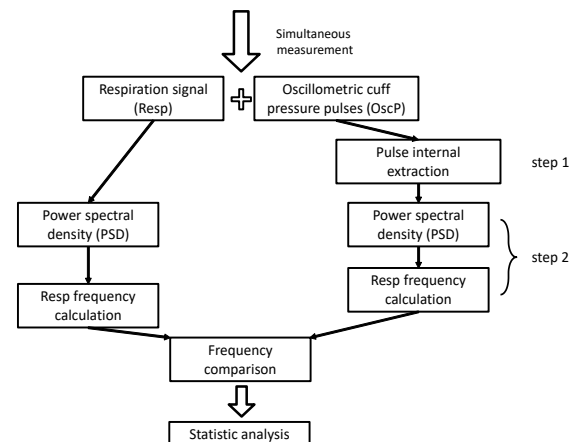 Simultaneous
measurement
Respiration signal
(Resp)
Oscillometric cuff
pressure pulses (OscP)
Pulse internal
extraction
step 1
Power spectral
density (PSD)
Power spectral
density (PSD)
step 2
Resp frequency
calculation
Resp frequency
calculation
Frequency
comparison
Statistic analysis